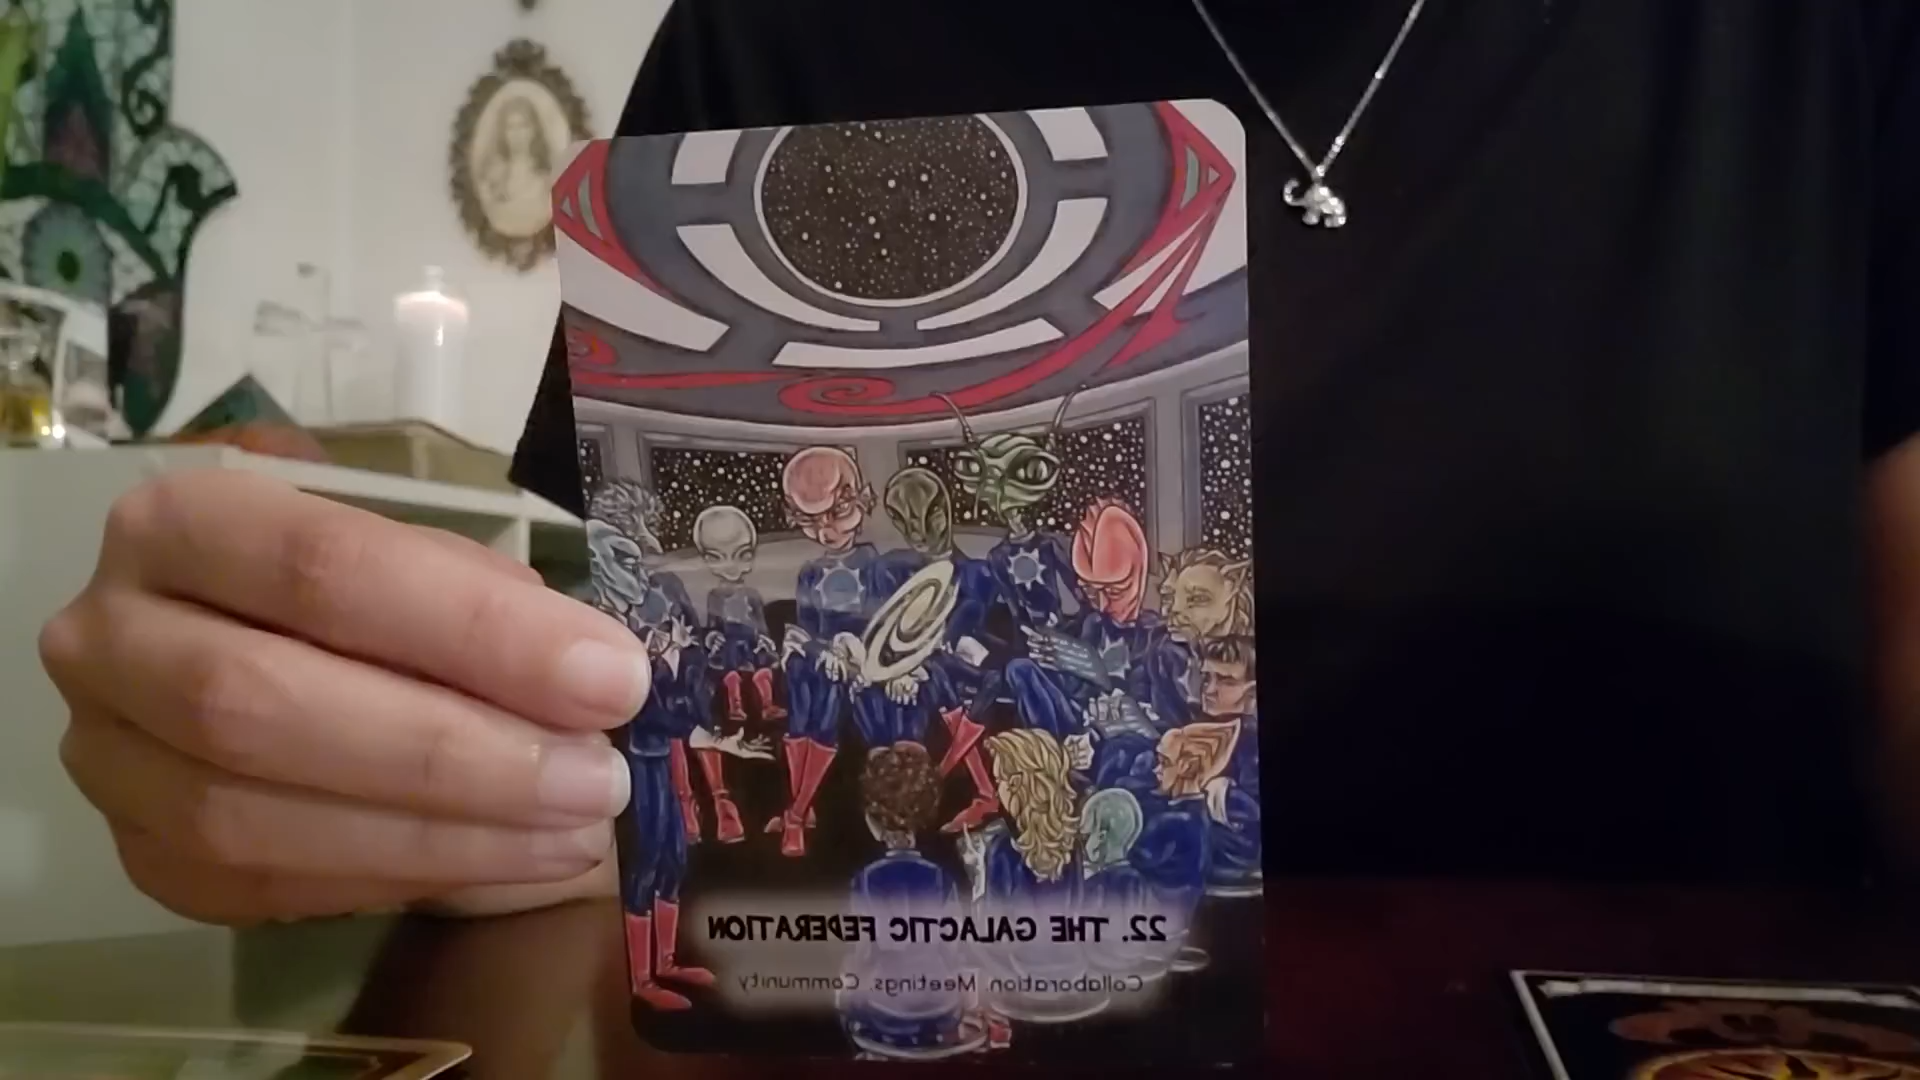 22. THE GALACTIC FEDERATION
Collaboration. Meetings. Community